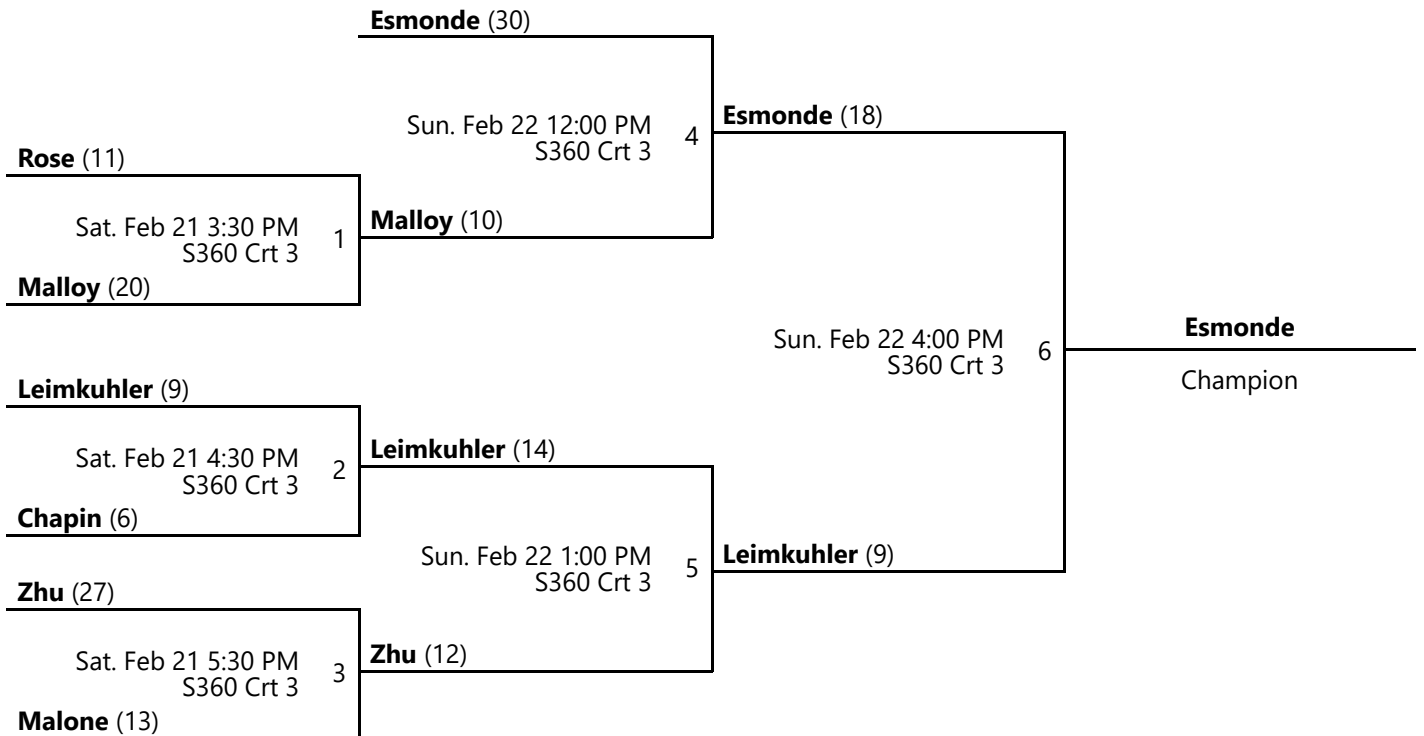 Esmonde (30)
Sun. Feb 22 12:00 PM
S360 Crt 3
4
Esmonde (18)
Rose (11)
Sat. Feb 21 3:30 PM
S360 Crt 3
1
Malloy (10)
Malloy (20)
Sun. Feb 22 4:00 PM
S360 Crt 3
6
Esmonde
Champion
Leimkuhler (9)
Sat. Feb 21 4:30 PM
S360 Crt 3
2
Leimkuhler (14)
Chapin (6)
Sun. Feb 22 1:00 PM
S360 Crt 3
5
Leimkuhler (9)
Zhu (27)
Sat. Feb 21 5:30 PM
S360 Crt 3
3
Zhu (12)
Malone (13)